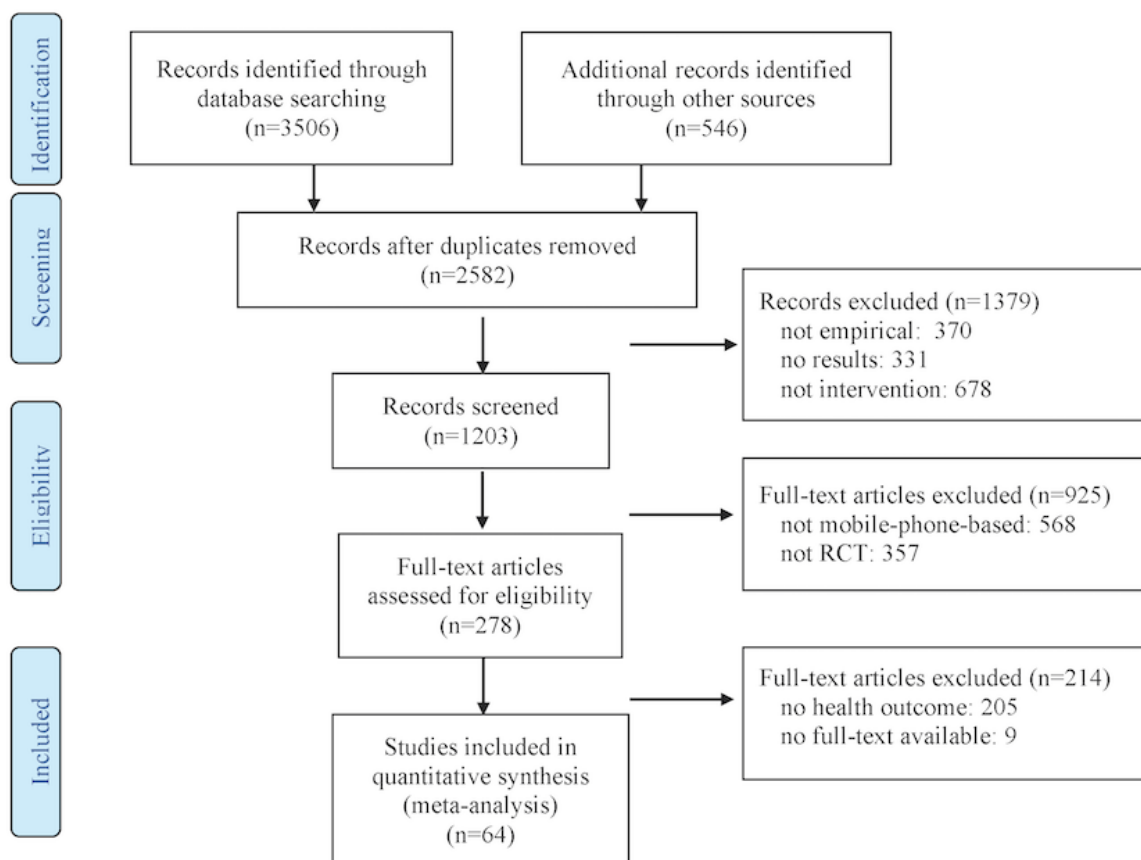 Identification
Records identified through
database searching
(n=3506)
Additional records identified
through other sources
(n=546)
Screening
Records after duplicates removed
(n=2582)
Records excluded (n=1379)
not empirical: 370
no results: 331
not intervention: 678
Records screened
(n=1203)
Eligibility
Full-text articles excluded (n=925)
not mobile-phone-based: 568
not RCT: 357
Full-text articles
assessed for eligibility
(n=278)
Included
Full-text articles excluded (n=214)
no health outcome: 205
no full-text available: 9
Studies included in
quantitative synthesis
(meta-analysis)
(n=64)